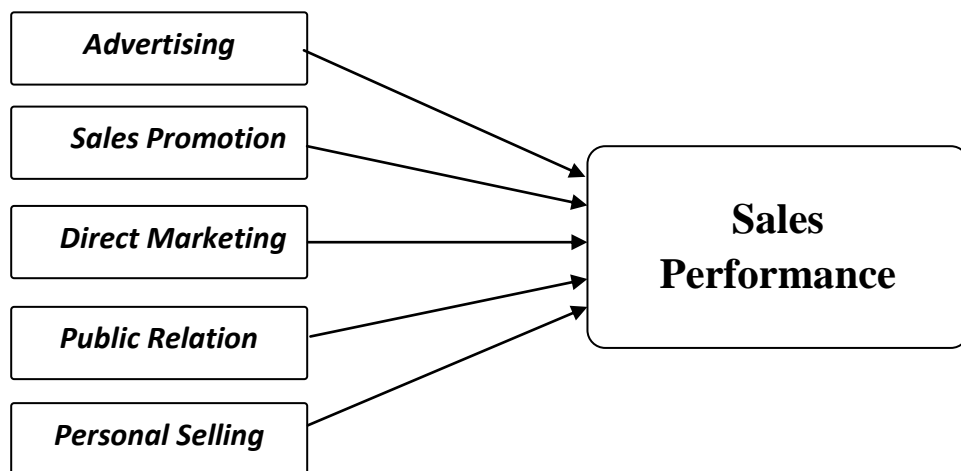 Advertising
Sales Promotion
Direct Marketing
Public Relation
Personal Selling
Sales
Performance